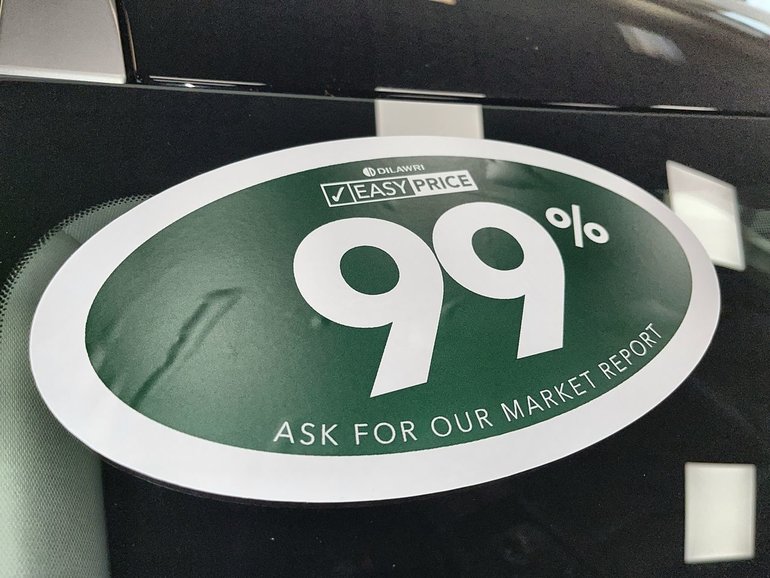 DILAWRI
✓ EASY PRICE
99%
ASK FOR OUR MARKET REPORT